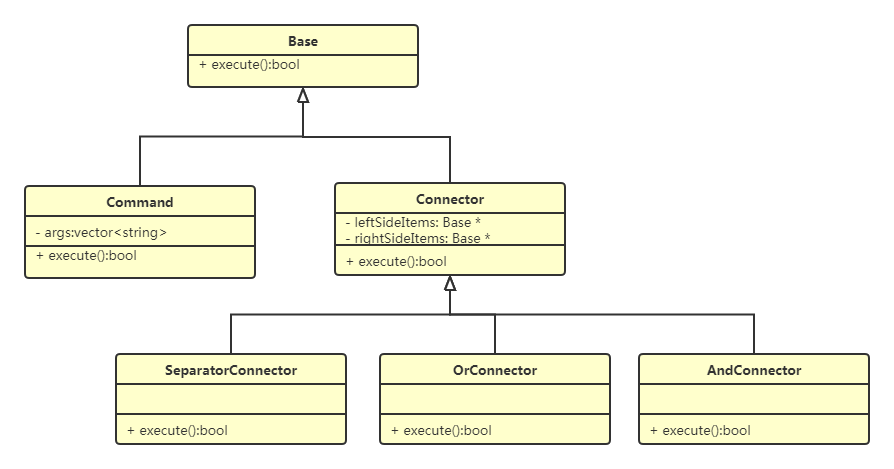 Base
+ execute():bool
Command
- args:vector<string>
+ execute():bool
Connector
- leftSideItems: Base *
- rightSideItems: Base *
+ execute():bool
SeparatorConnector
+ execute():bool
OrConnector
+ execute():bool
AndConnector
+ execute():bool